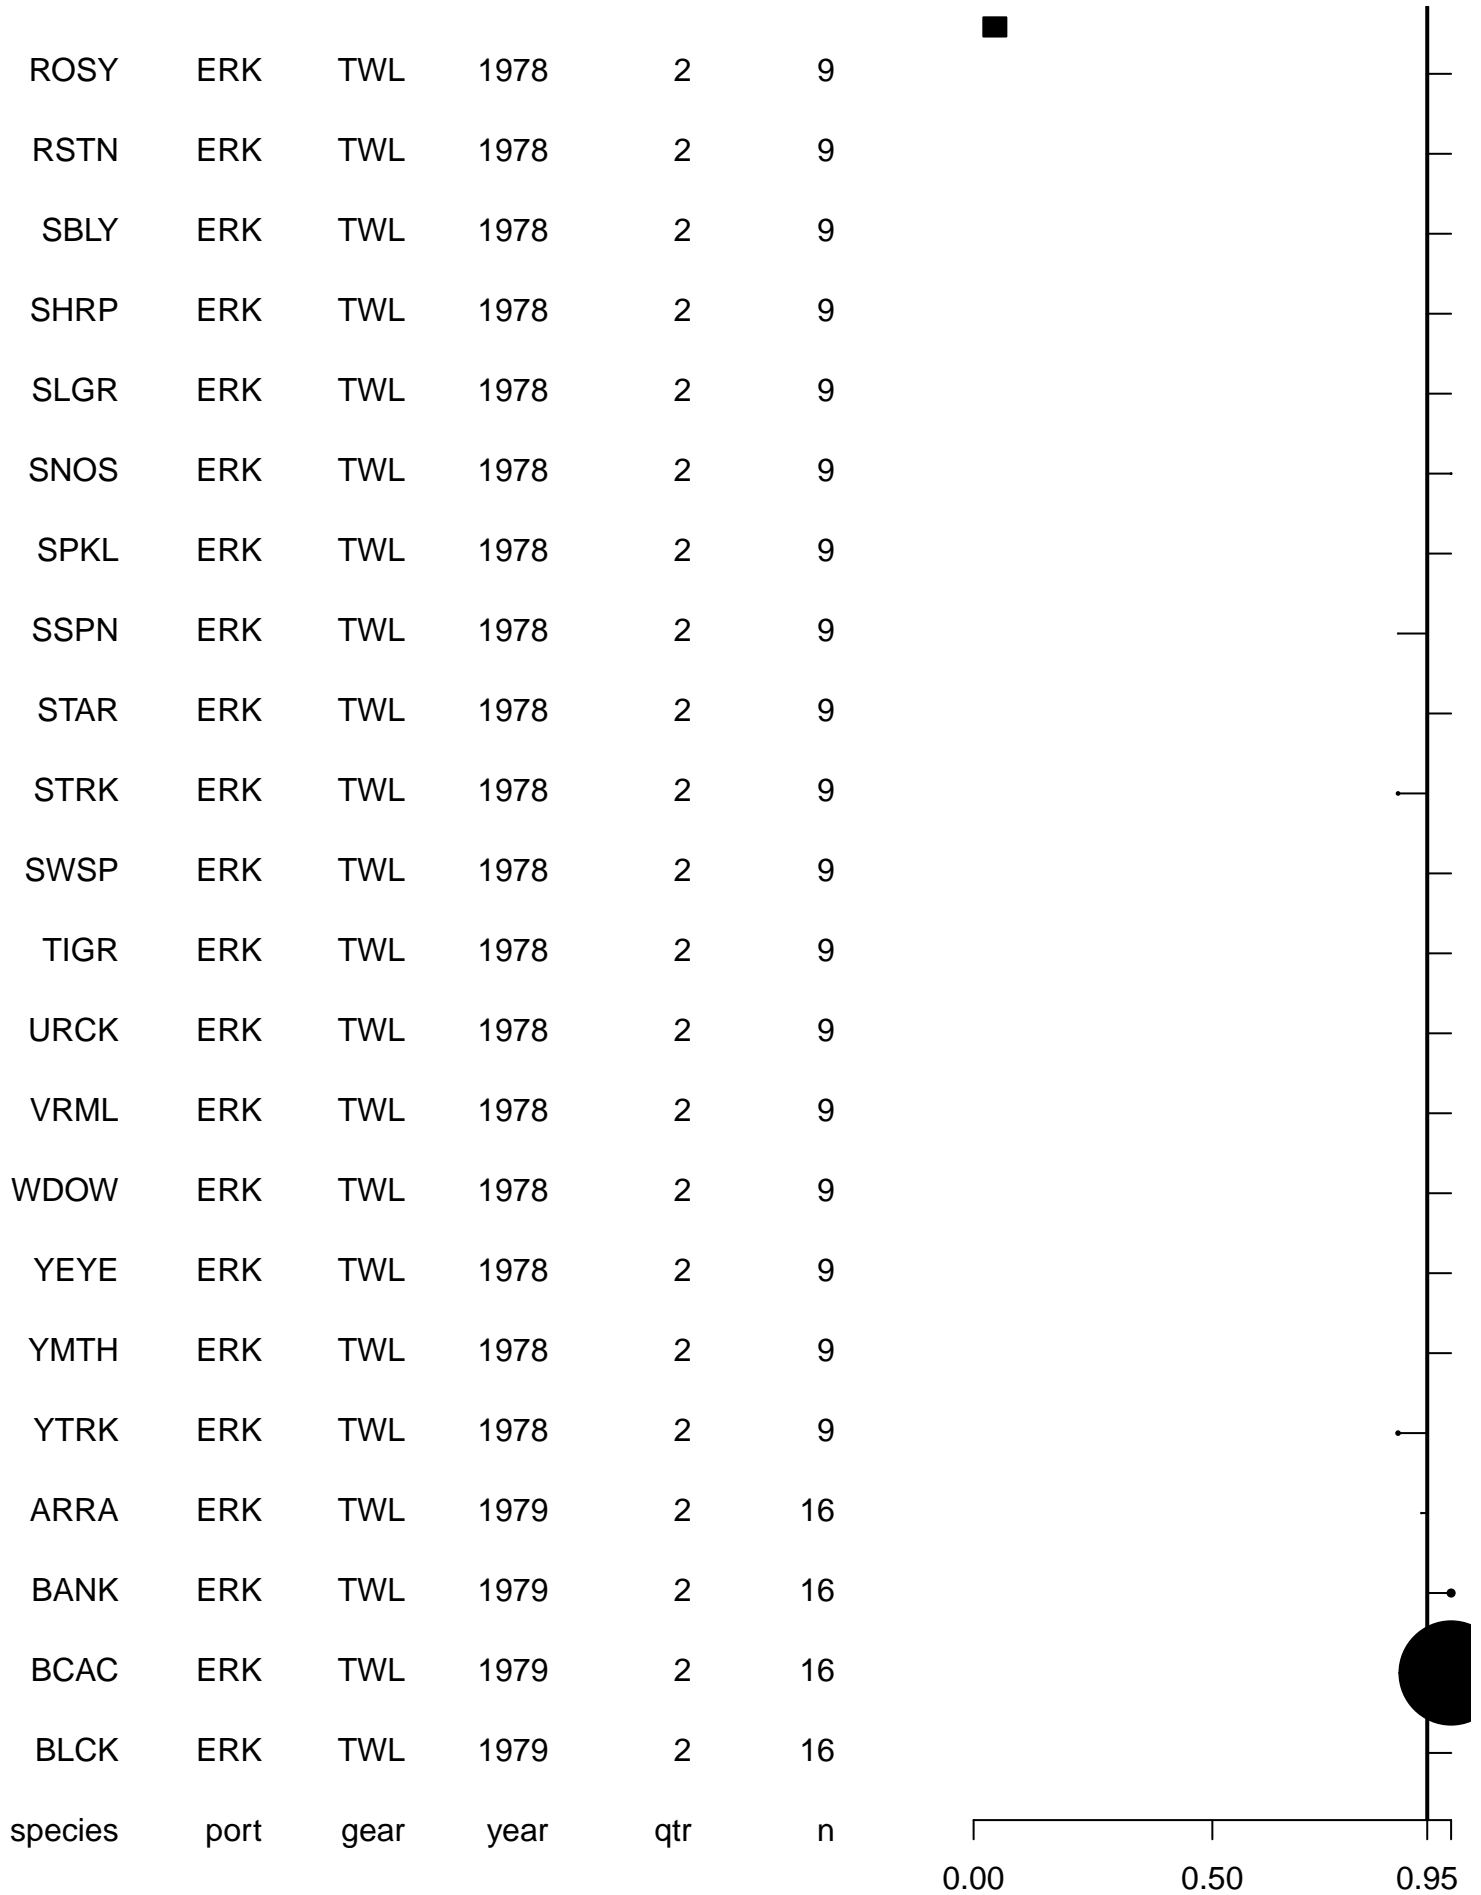 ROSY ERK TWL 1978 2 9
RSTN ERK TWL 1978 2 9
SBLY ERK TWL 1978 2 9
SHRP ERK TWL 1978 2 9
SLGR ERK TWL 1978 2 9
SNOS ERK TWL 1978 2 9
SPKL ERK TWL 1978 2 9
SSPN ERK TWL 1978 2 9
STAR ERK TWL 1978 2 9
STRK ERK TWL 1978 2 9
SWSP ERK TWL 1978 2 9
TIGR ERK TWL 1978 2 9
URCK ERK TWL 1978 2 9
VRML ERK TWL 1978 2 9
WDOW ERK TWL 1978 2 9
YEYE ERK TWL 1978 2 9
YMTH ERK TWL 1978 2 9
YTRK ERK TWL 1978 2 9
ARRA ERK TWL 1979 2 16
BANK ERK TWL 1979 2 16
BCAC ERK TWL 1979 2 16
BLCK ERK TWL 1979 2 16
species port gear year qtr n
0.00 0.50 0.95